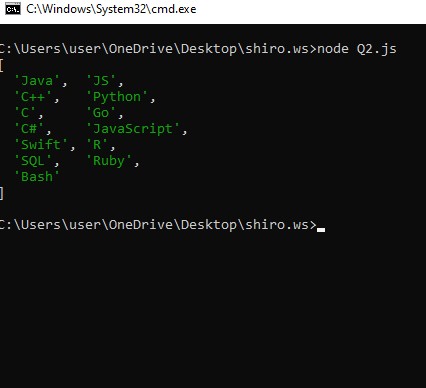 C:\Windows\System32\cmd.exe
C:\Users\user\OneDrive\Desktop\shiro.ws>node Q2.js
[
'Java', 'JS',
'C++', 'Python',
'C', 'Go',
'C#', 'JavaScript',
'Swift', 'R',
'SQL', 'Ruby',
'Bash'
]
C:\Users\user\OneDrive\Desktop\shiro.ws>